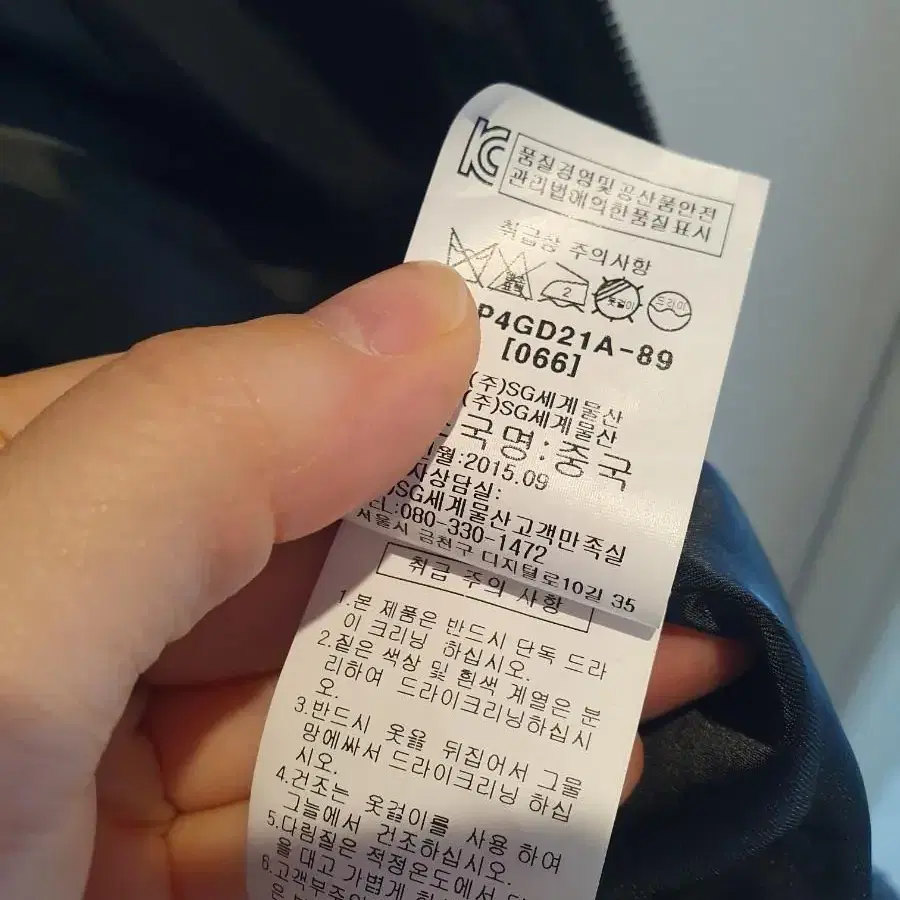 KC
품질경영및공산품안전
관리법에의한품질표시
취급상 주의사항
2 옷걸이 드라이
P4GD21A-89
[066]
(주)SG세계물산
(주)SG세계물산
국명:중국
월:2015.09
자상담실:
)SG세계물산고객만족실
:080-330-1472
서울시 금천구 디지털로10길 35
취급 주의 사항
1.본 제품은 반드시 단독 드라
이 크리닝 하십시오.
2.짙은 색상 및 흰색 계열은 분
리하여 드라이크리닝하십시
오.
3.반드시 옷을 뒤집어서 그물
망에싸서 드라이크리닝 하십
시오.
4.건조는 옷걸이를 사용 하여
그늘에서 건조하십시오.
5.다림질은 적정온도에서
을 대고 가볍게
6.고객부주